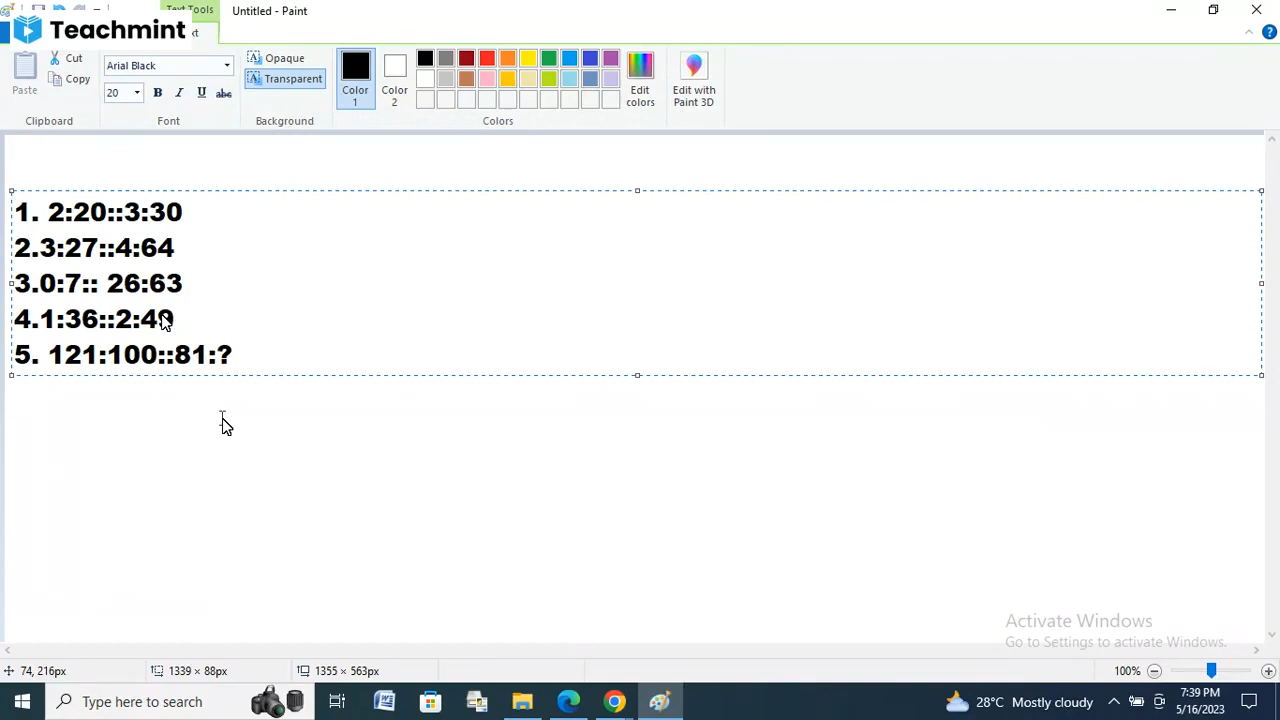 Text Tools
Untitled - Paint
Teachmint
Cut
Copy
Paste
Clipboard
Arial Black
20
B I U abc
Font
Opaque
Transparent
Background
Color 1
Color 2
Edit colors
Colors
Edit with Paint 3D
1. 2:20::3:30
2.3:27::4:64
3.0:7:: 26:63
4.1:36::2:49
5. 121:100::81:?
Activate Windows
Go to Settings to activate Windows.
74, 216px
1339 × 88px
1355 × 563px
100%
Type here to search
28°C Mostly cloudy
7:39 PM
5/16/2023